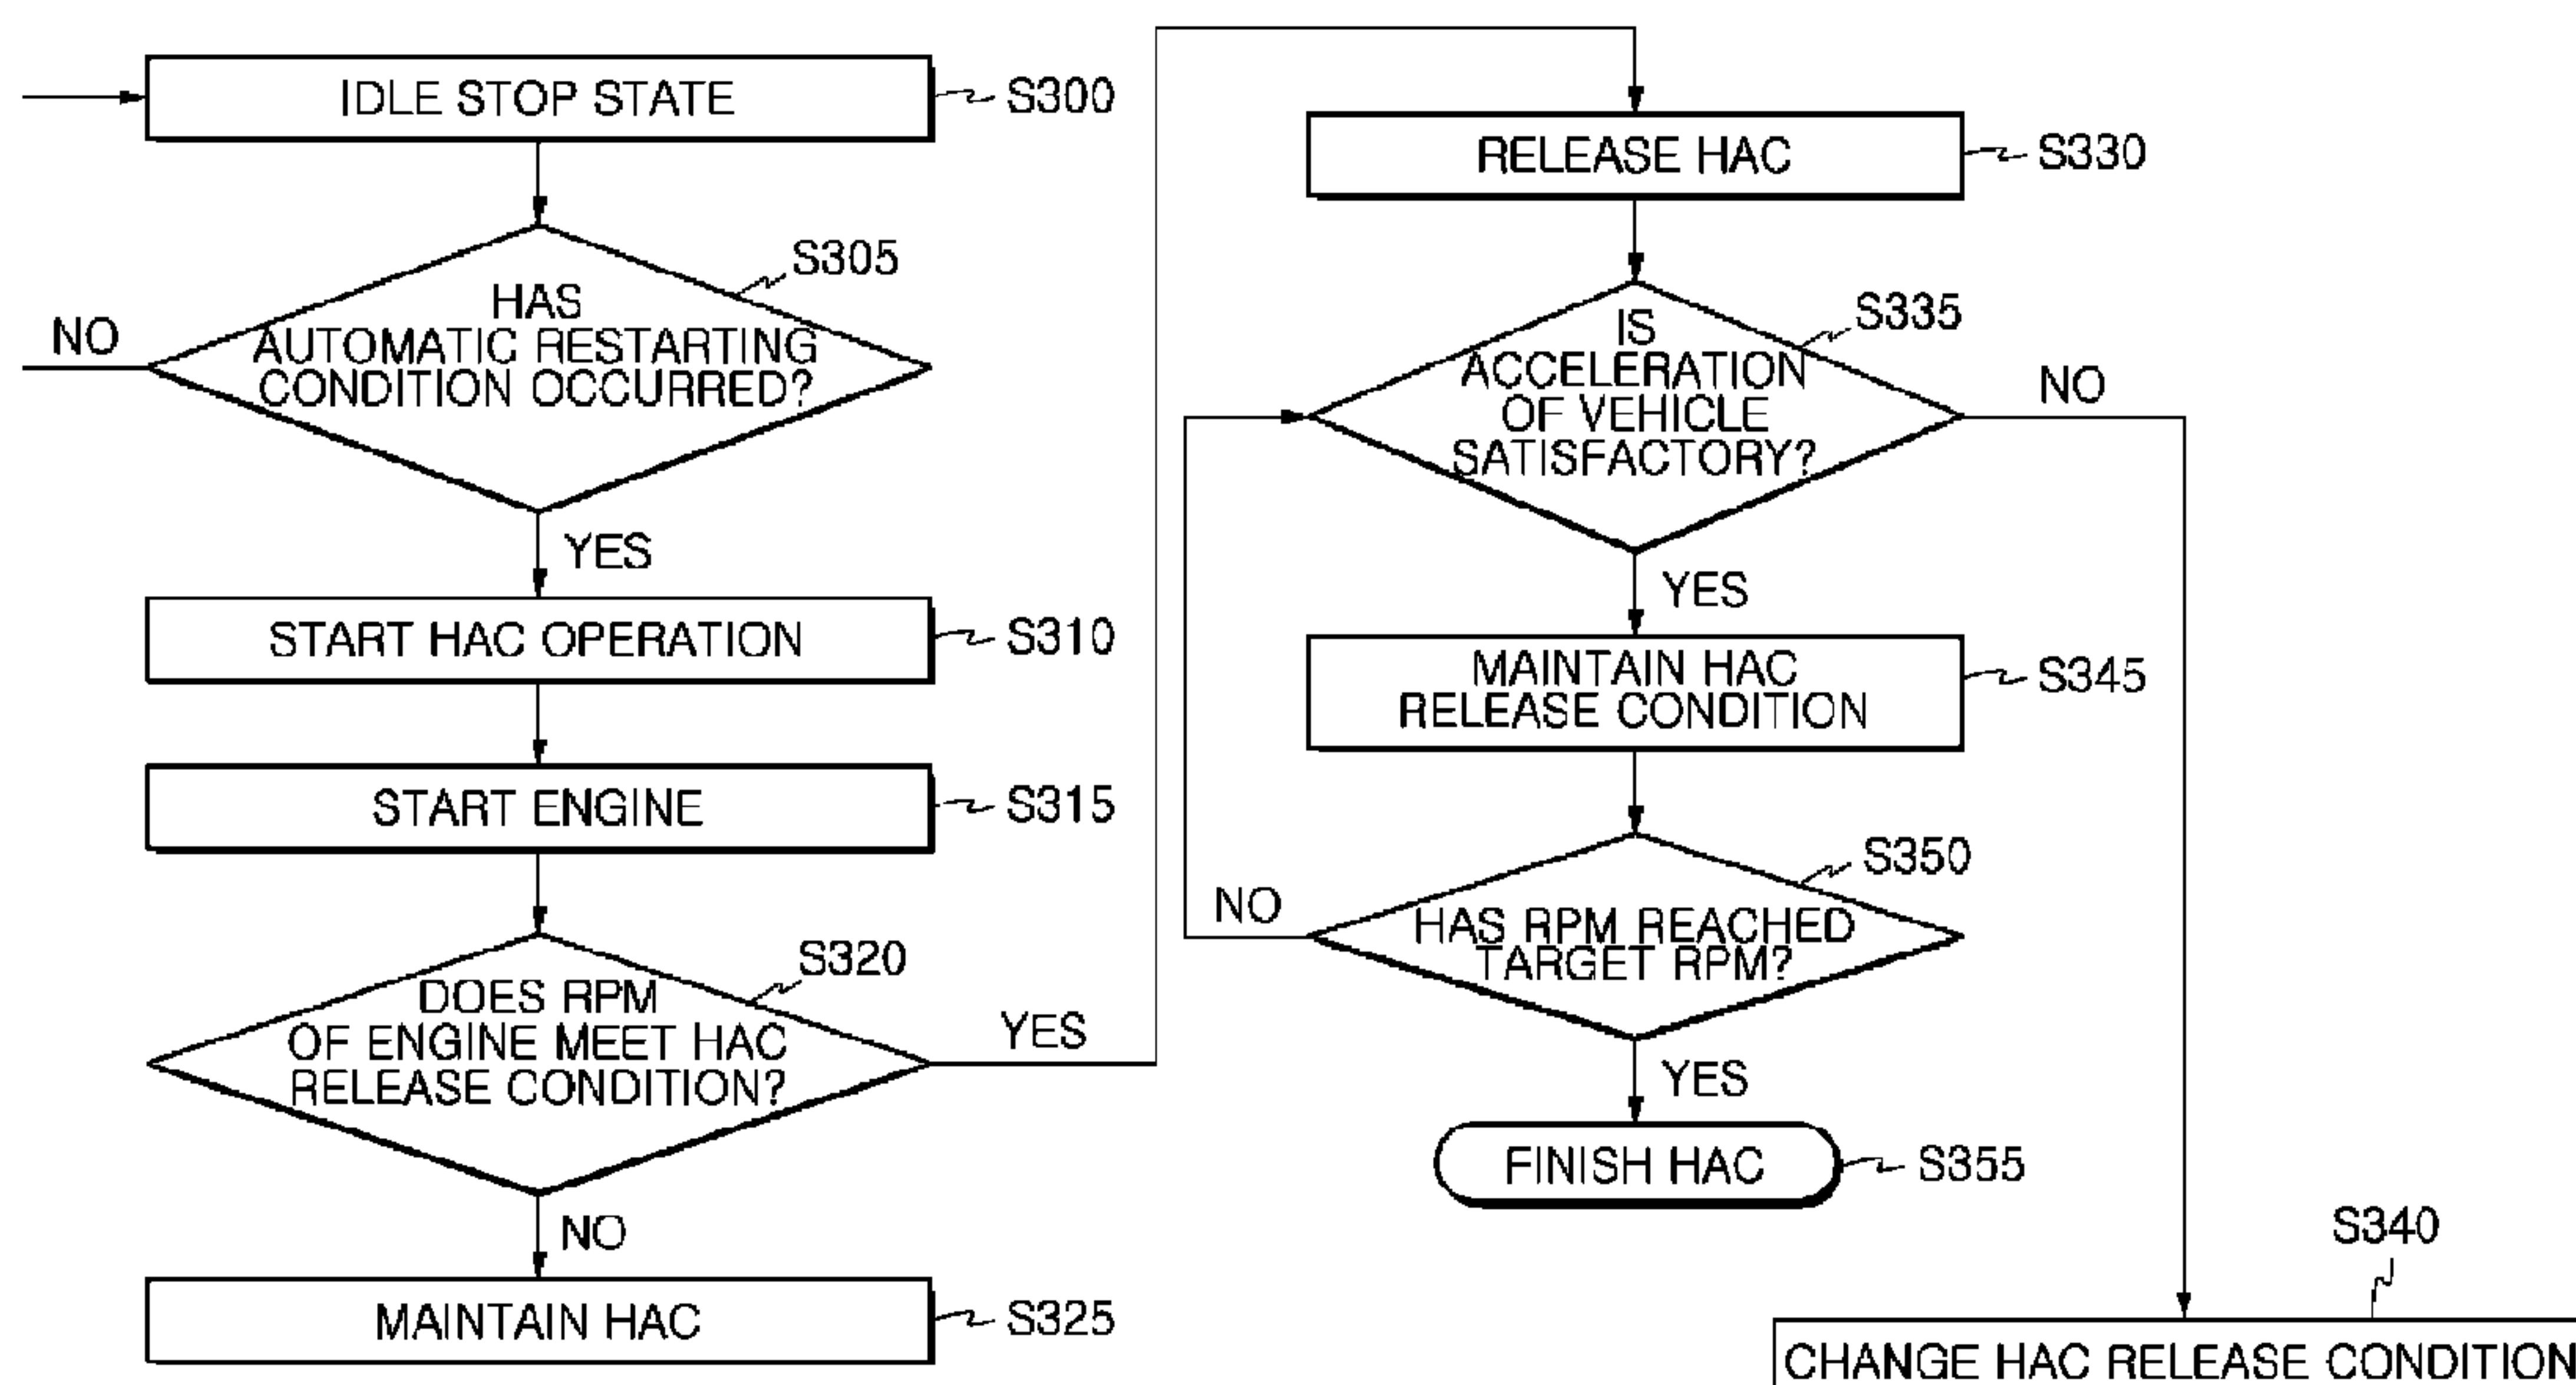 IDLE STOP STATE
S300
S305
HAS
AUTOMATIC RESTARTING
CONDITION OCCURRED?
NO
YES
START HAC OPERATION
S310
START ENGINE
S315
S320
DOES RPM
OF ENGINE MEET HAC
RELEASE CONDITION?
YES
NO
MAINTAIN HAC
S325
RELEASE HAC
S330
S335
IS
ACCELERATION
OF VEHICLE
SATISFACTORY?
NO
YES
MAINTAIN HAC
RELEASE CONDITION
S345
S350
HAS RPM REACHED
TARGET RPM?
NO
YES
FINISH HAC
S355
S340
CHANGE HAC RELEASE CONDITION